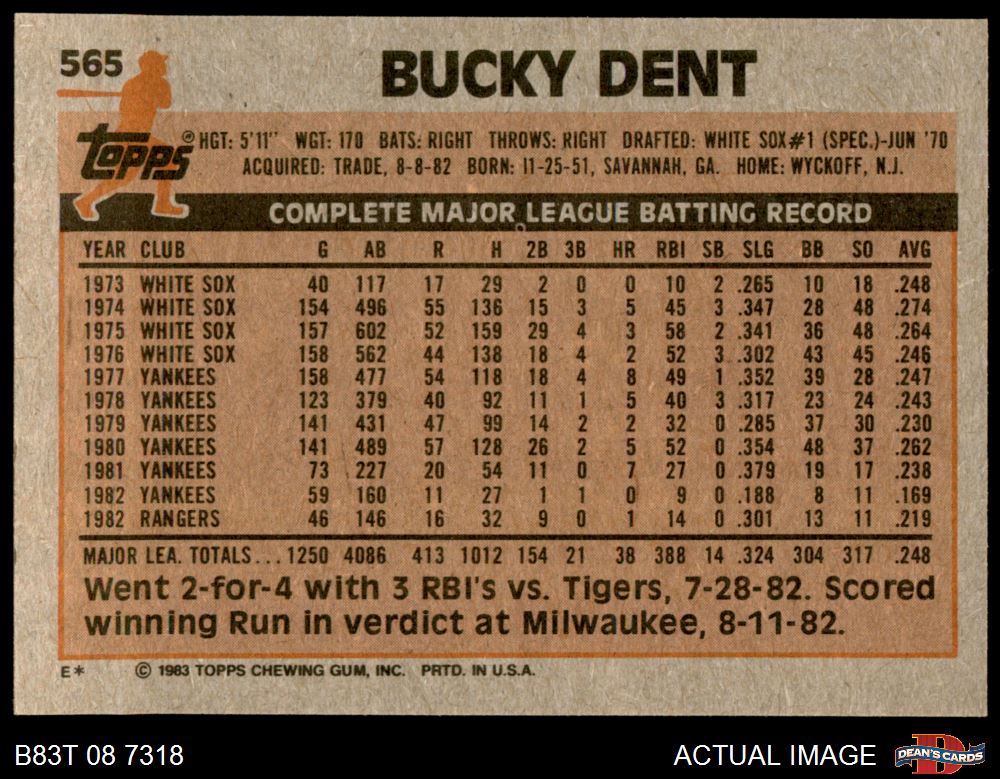 565
BUCKY DENT
Topps® HGT: 5'11" WGT: 170 BATS: RIGHT THROWS: RIGHT DRAFTED: WHITE SOX#1 (SPEC.)-JUN '70
ACQUIRED: TRADE, 8-8-82 BORN: 11-25-51, SAVANNAH, GA. HOME: WYCKOFF, N.J.
COMPLETE MAJOR LEAGUE BATTING RECORD
YEAR CLUB G AB R H 2B 3B HR RBI SB SLG BB SO AVG
1973 WHITE SOX 40 117 17 29 2 0 0 10 2 .265 10 18 .248
1974 WHITE SOX 154 496 55 136 15 3 5 45 3 .347 28 48 .274
1975 WHITE SOX 157 602 52 159 29 4 3 58 2 .341 36 48 .264
1976 WHITE SOX 158 562 44 138 18 4 2 52 3 .302 43 45 .246
1977 YANKEES 158 477 54 118 18 4 8 49 1 .352 39 28 .247
1978 YANKEES 123 379 40 92 11 1 5 40 3 .317 23 24 .243
1979 YANKEES 141 431 47 99 14 2 2 32 0 .285 37 30 .230
1980 YANKEES 141 489 57 128 26 2 5 52 0 .354 48 37 .262
1981 YANKEES 73 227 20 54 11 0 7 27 0 .379 19 17 .238
1982 YANKEES 59 160 11 27 1 1 0 9 0 .188 8 11 .169
1982 RANGERS 46 146 16 32 9 0 1 14 0 .301 13 11 .219
MAJOR LEA. TOTALS... 1250 4086 413 1012 154 21 38 388 14 .324 304 317 .248
Went 2-for-4 with 3 RBI's vs. Tigers, 7-28-82. Scored
winning Run in verdict at Milwaukee, 8-11-82.
E* © 1983 TOPPS CHEWING GUM, INC. PRTD. IN U.S.A.
B83T 08 7318 ACTUAL IMAGE DEAN'S CARDS